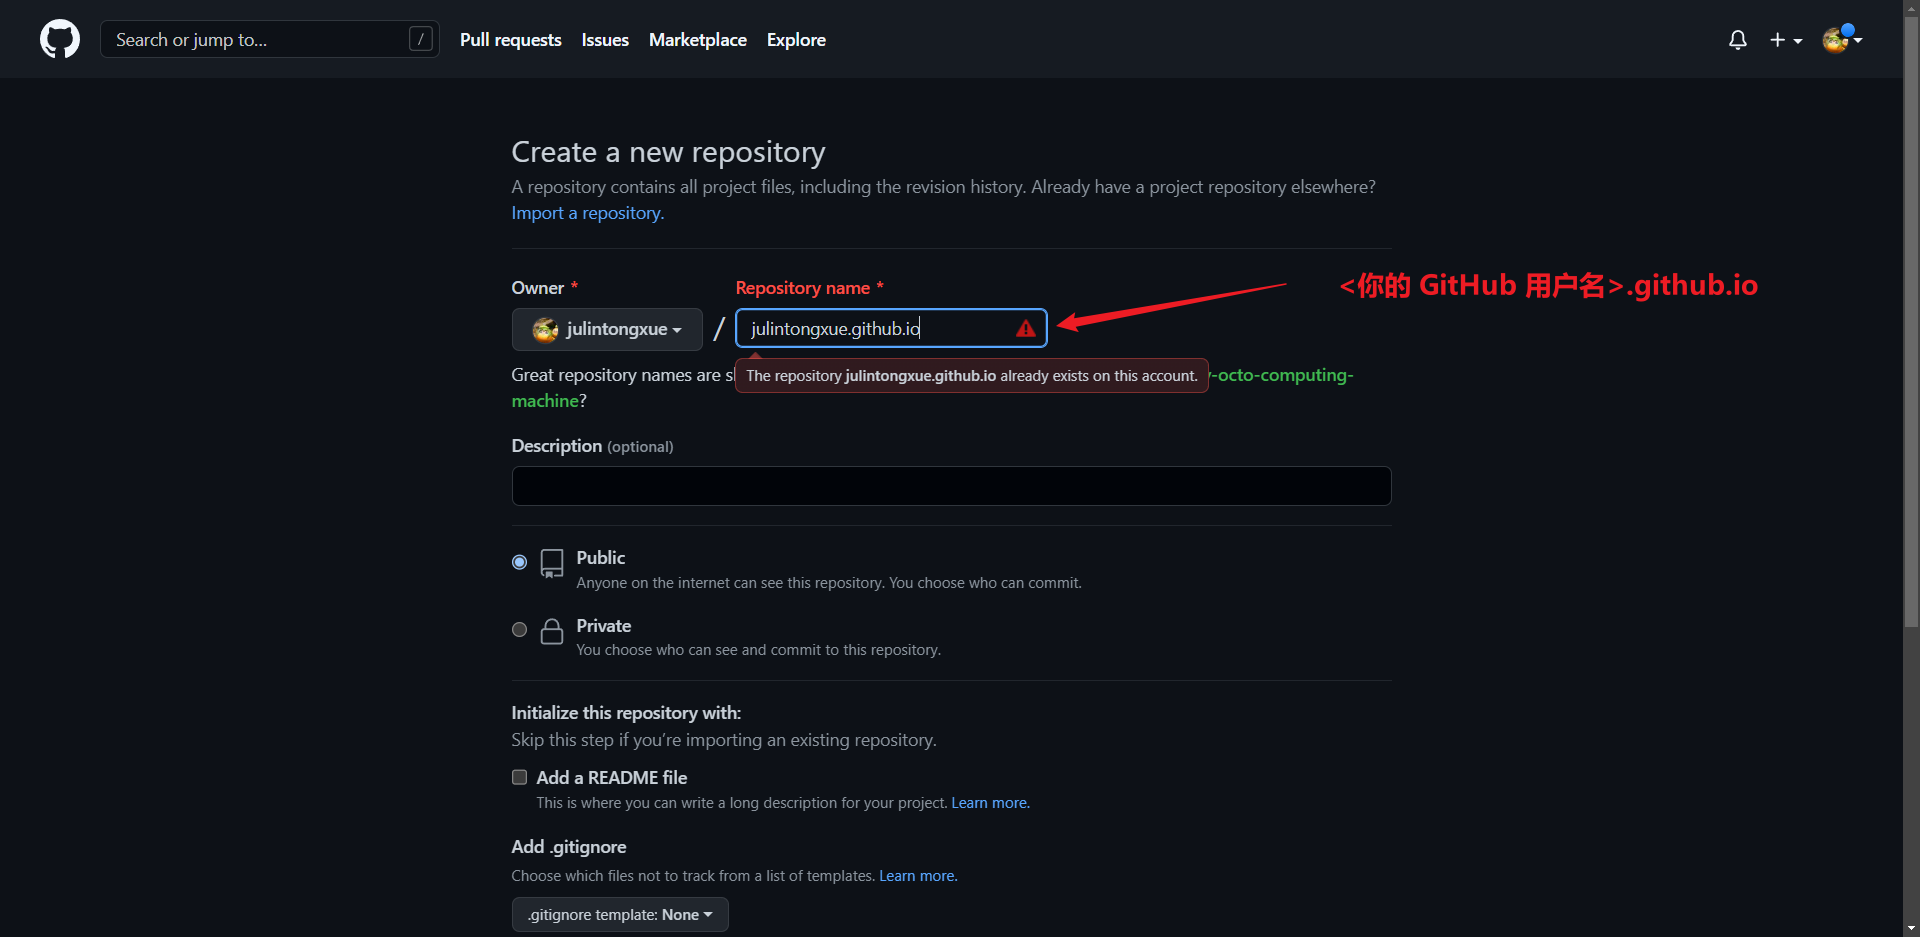 Search or jump to... /
Pull requests Issues Marketplace Explore
Create a new repository
A repository contains all project files, including the revision history. Already have a project repository elsewhere?
Import a repository.
Owner * Repository name *
<你的 GitHub 用户名>.github.io
julintongxue / julintongxue.github.io
The repository julintongxue.github.io already exists on this account.
Great repository names are -octo-computing-
machine?
Description (optional)
Public
Anyone on the internet can see this repository. You choose who can commit.
Private
You choose who can see and commit to this repository.
Initialize this repository with:
Skip this step if you're importing an existing repository.
Add a README file
This is where you can write a long description for your project. Learn more.
Add .gitignore
Choose which files not to track from a list of templates. Learn more.
.gitignore template: None